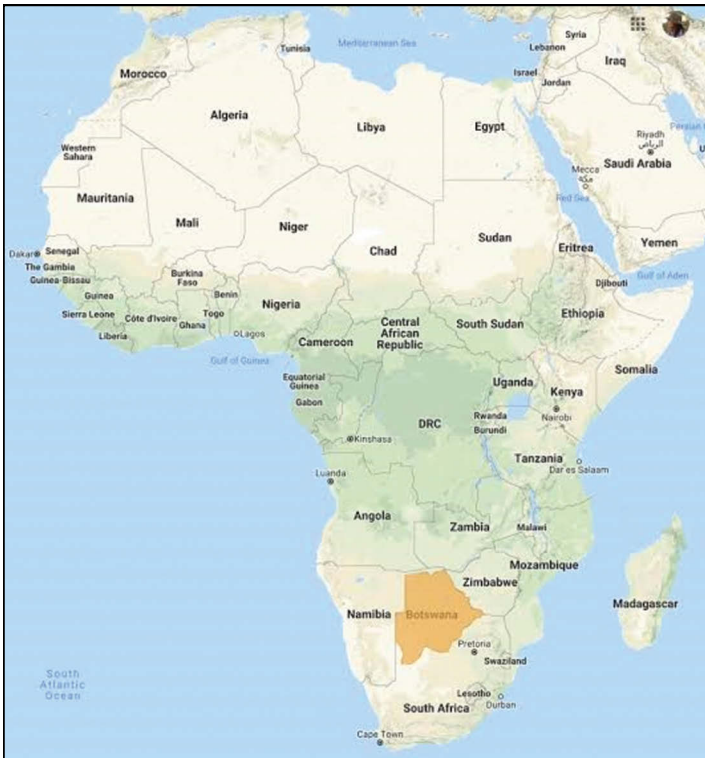 Mediterranean Sea
Tunisia
Syria
Lebanon
Iraq
Israel
Jordan
Morocco
Algeria
Libya
Egypt
Persian
Riyadh
الرياض
Saudi Arabia
Western
Sahara
Mecca
مكة
Red Sea
Mauritania
Mali
Niger
Chad
Sudan
Eritrea
Yemen
Dakar
Senegal
The Gambia
Guinea-Bissau
Burkina
Faso
Gulf of Aden
Djibouti
Guinea
Benin
Nigeria
Sierra Leone
Côte d'Ivoire
Togo
Ghana
Liberia
Lagos
Ethiopia
South Sudan
Central
African
Republic
Cameroon
Gulf of Guinea
Somalia
Equatorial
Guinea
Gabon
Uganda
Kenya
Rwanda
Burundi
Nairobi
DRC
Kinshasa
Tanzania
Dar es Salaam
Luanda
Angola
Zambia
Malawi
Mozambique
Zimbabwe
Madagascar
Namibia
Botswana
Pretoria
Swaziland
South
Atlantic
Ocean
Lesotho
Durban
South Africa
Cape Town